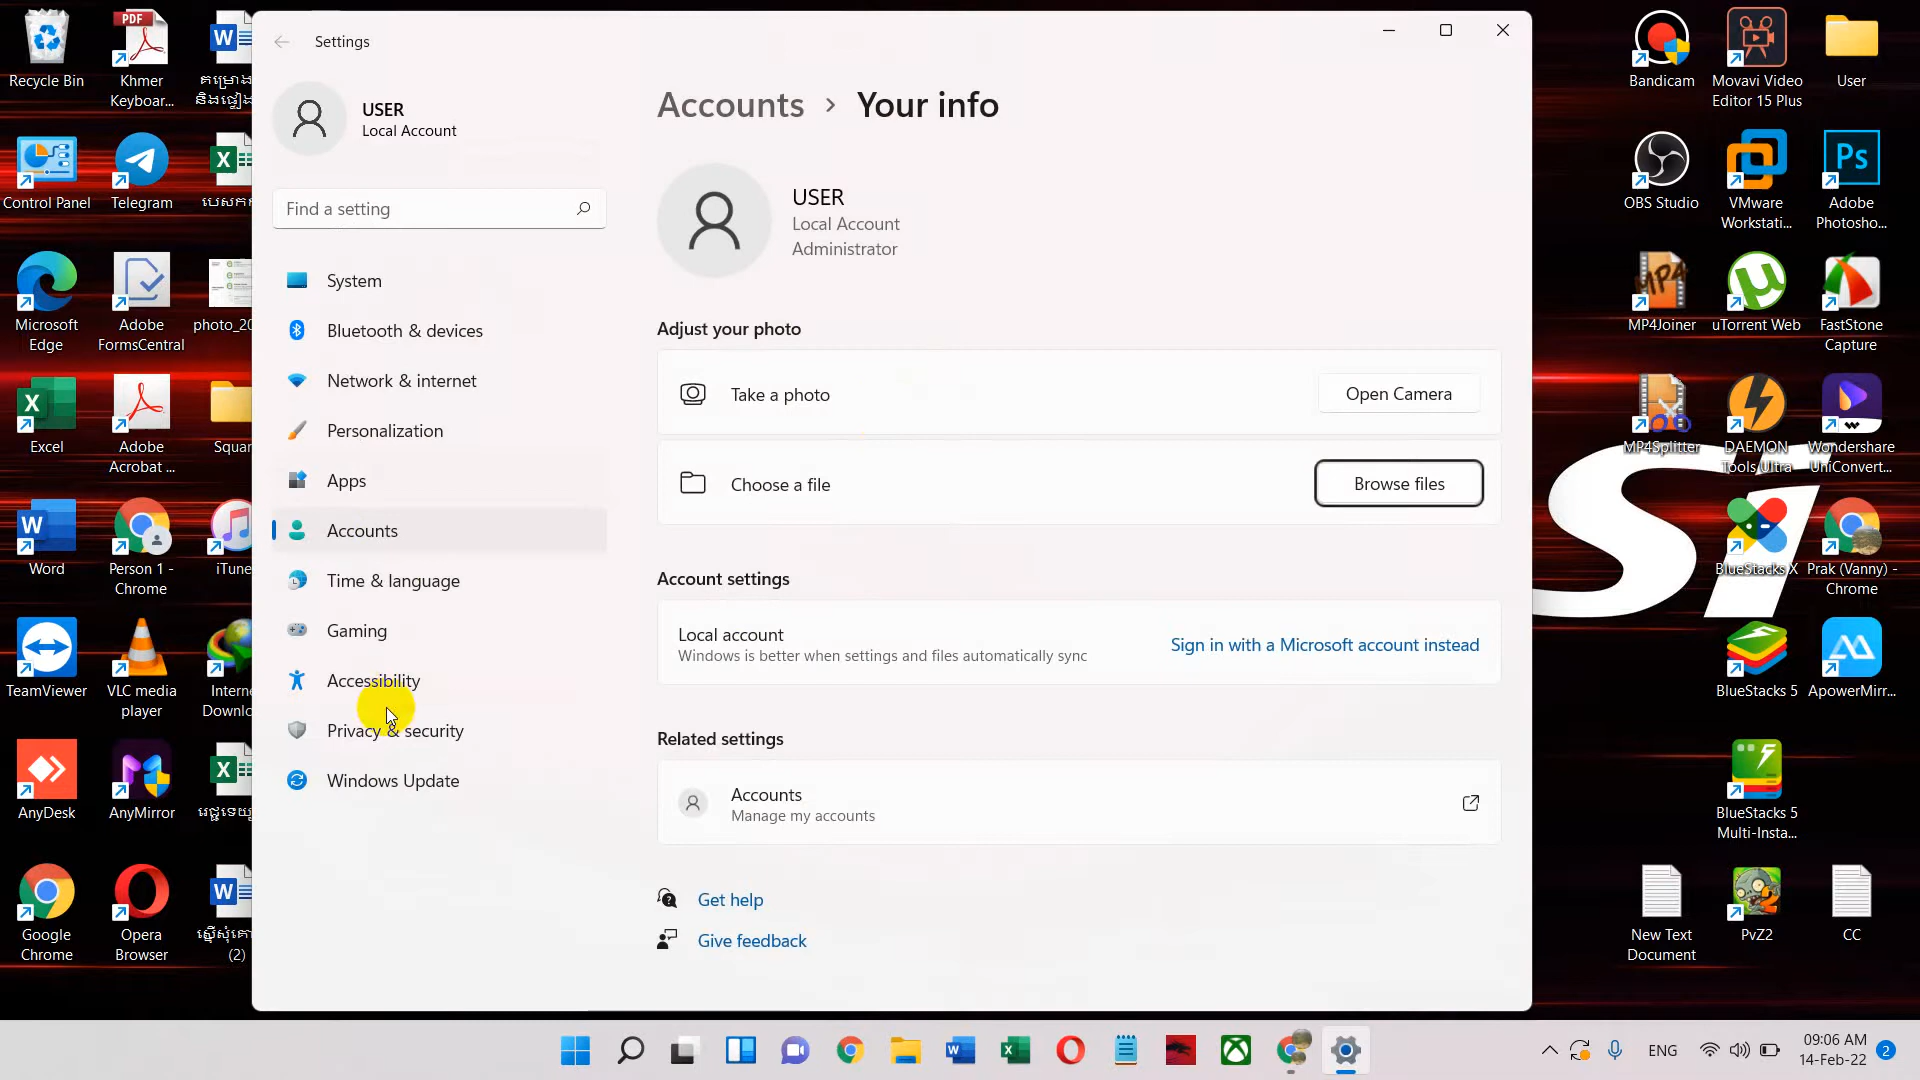 Settings
USER
Local Account
Find a setting
System
Bluetooth & devices
Network & internet
Personalization
Apps
Accounts
Time & language
Gaming
Accessibility
Privacy & security
Windows Update
Accounts > Your info
USER
Local Account
Administrator
Adjust your photo
Take a photo
Open Camera
Choose a file
Browse files
Account settings
Local account
Windows is better when settings and files automatically sync
Sign in with a Microsoft account instead
Related settings
Accounts
Manage my accounts
Get help
Give feedback
Recycle Bin
Khmer
Keyboar...
គម្រោង
Control Panel
Telegram
Microsoft
Edge
Adobe
FormsCentral
photo_20
Excel
Adobe
Acrobat ...
Squar
Word
Person 1 -
Chrome
iTune
TeamViewer
VLC media
player
Interne
Downlo
AnyDesk
AnyMirror
Google
Chrome
Opera
Browser
(2)
Bandicam
Movavi Video
Editor 15 Plus
User
OBS Studio
VMware
Workstati...
Adobe
Photosho...
MP4Joiner
uTorrent Web
FastStone
Capture
MP4Splitter
DAEMON
Tools Ultra
Wondershare
UniConvert...
BlueStacks X
Prak (Vanny) -
Chrome
BlueStacks 5
ApowerMirr...
BlueStacks 5
Multi-Insta...
New Text
Document
PvZ2
CC
Si
ENG
09:06 AM
14-Feb-22
2